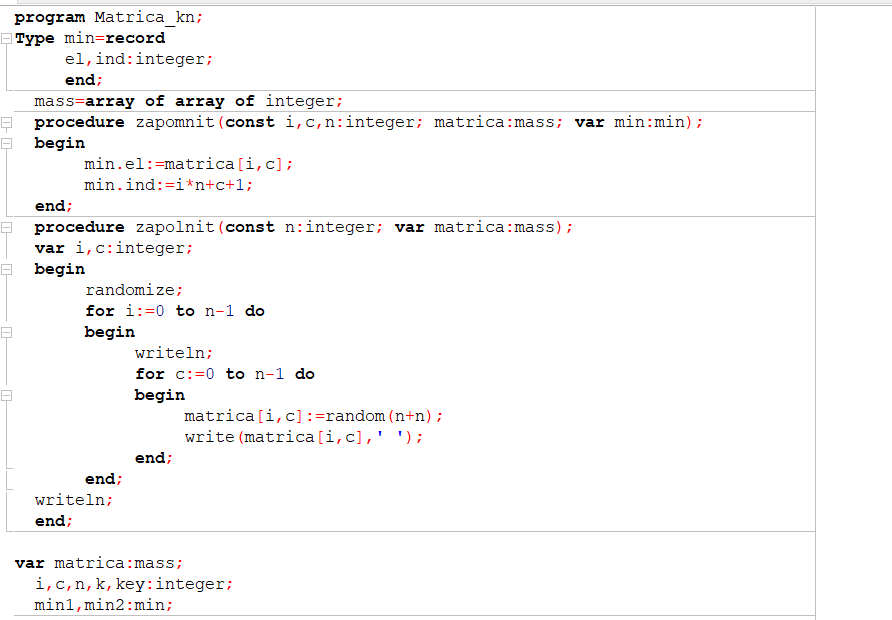 program Matrica_kn;
Type min=record
     el,ind:integer;
     end;
  mass=array of array of integer;
  procedure zapomnit(const i,c,n:integer; matrica:mass; var min:min);
  begin
       min.el:=matrica[i,c];
       min.ind:=i*n+c+1;
  end;
  procedure zapolnit(const n:integer; var matrica:mass);
  var i,c:integer;
  begin
       randomize;
       for i:=0 to n-1 do
       begin
            writeln;
            for c:=0 to n-1 do
            begin
                 matrica[i,c]:=random(n+n);
                 write(matrica[i,c],' ');
            end;
       end;
  writeln;
  end;
var matrica:mass;
  i,c,n,k,key:integer;
  min1,min2:min;